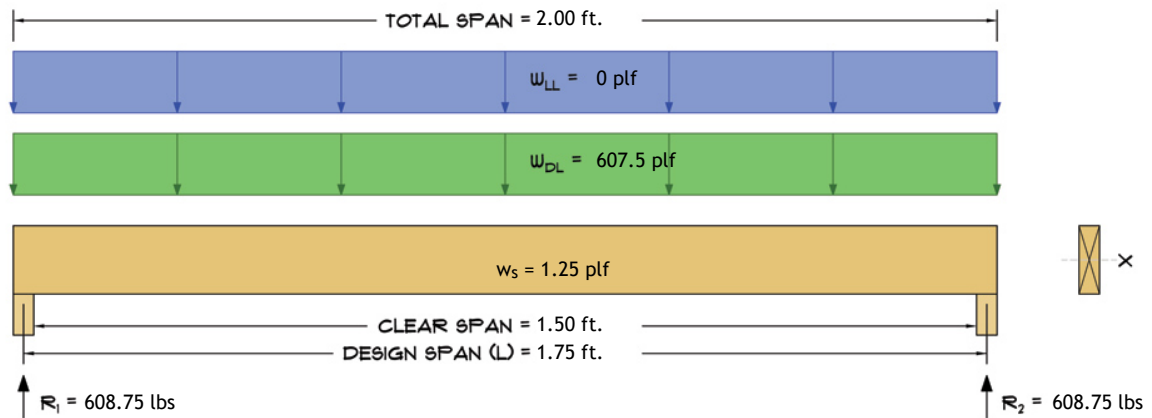 TOTAL SPAN = 2.00 ft.
wLL = 0 plf
wDL = 607.5 plf
ws = 1.25 plf
X
CLEAR SPAN = 1.50 ft.
DESIGN SPAN (L) = 1.75 ft.
R1 = 608.75 lbs
R2 = 608.75 lbs